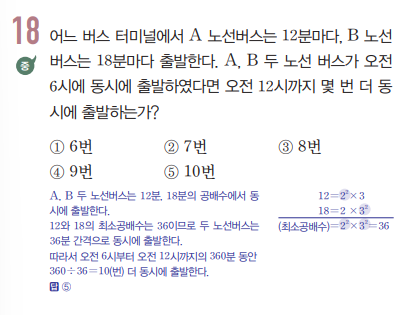 18
중
어느 버스 터미널에서 A 노선버스는 12분마다, B 노선
버스는 18분마다 출발한다. A, B 두 노선 버스가 오전
6시에 동시에 출발하였다면 오전 12시까지 몇 번 더 동
시에 출발하는가?
① 6번 ② 7번 ③ 8번
④ 9번 ⑤ 10번
A, B 두 노선버스는 12분, 18분의 공배수에서 동
시에 출발한다.
12와 18의 최소공배수는 36이므로 두 노선버스는
36분 간격으로 동시에 출발한다.
따라서 오전 6시부터 오전 12시까지의 360분 동안
360÷36=10(번) 더 동시에 출발한다.
답 ⑤
12=2²×3
18=2 ×3²
(최소공배수)=2²×3²=36